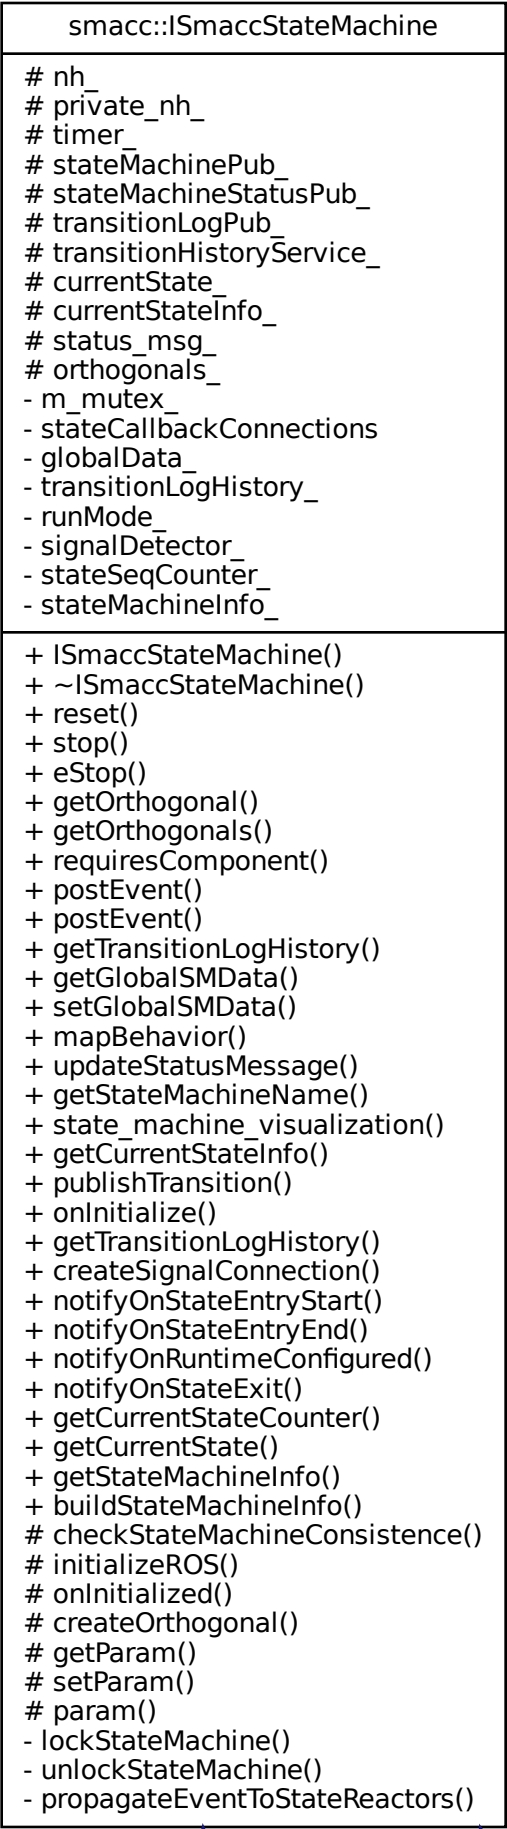 smacc::ISmaccStateMachine
# nh_
# private_nh_
# timer_
# stateMachinePub_
# stateMachineStatusPub_
# transitionLogPub_
# transitionHistoryService_
# currentState_
# currentStateInfo_
# status_msg_
# orthogonals_
- m_mutex_
- stateCallbackConnections
- globalData_
- transitionLogHistory_
- runMode_
- signalDetector_
- stateSeqCounter_
- stateMachineInfo_
+ ISmaccStateMachine()
+ ~ISmaccStateMachine()
+ reset()
+ stop()
+ eStop()
+ getOrthogonal()
+ getOrthogonals()
+ requiresComponent()
+ postEvent()
+ postEvent()
+ getTransitionLogHistory()
+ getGlobalSMData()
+ setGlobalSMData()
+ mapBehavior()
+ updateStatusMessage()
+ getStateMachineName()
+ state_machine_visualization()
+ getCurrentStateInfo()
+ publishTransition()
+ onInitialize()
+ getTransitionLogHistory()
+ createSignalConnection()
+ notifyOnStateEntryStart()
+ notifyOnStateEntryEnd()
+ notifyOnRuntimeConfigured()
+ notifyOnStateExit()
+ getCurrentStateCounter()
+ getCurrentState()
+ getStateMachineInfo()
+ buildStateMachineInfo()
# checkStateMachineConsistence()
# initializeROS()
# onInitialized()
# createOrthogonal()
# getParam()
# setParam()
# param()
- lockStateMachine()
- unlockStateMachine()
- propagateEventToStateReactors()